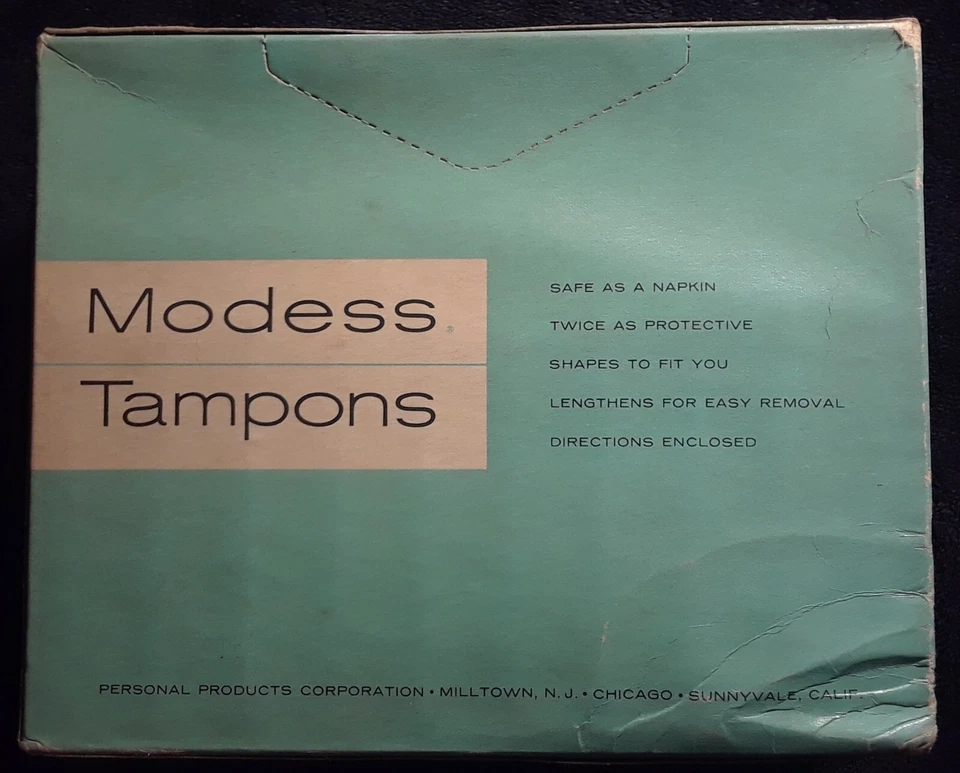 Modess®
Tampons
SAFE AS A NAPKIN
TWICE AS PROTECTIVE
SHAPES TO FIT YOU
LENGTHENS FOR EASY REMOVAL
DIRECTIONS ENCLOSED
PERSONAL PRODUCTS CORPORATION • MILLTOWN, N.J. • CHICAGO • SUNNYVALE, CALIF.